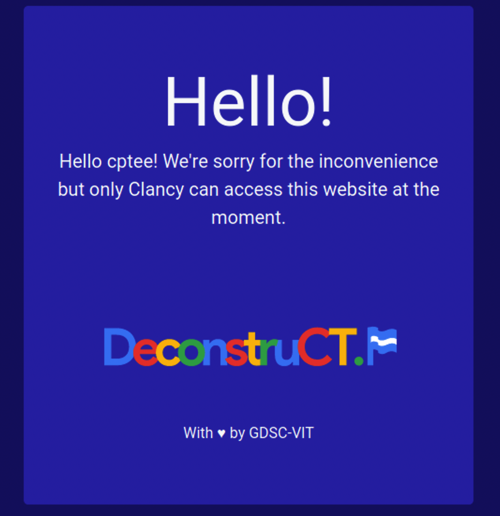 Hello!
Hello cptee! We're sorry for the inconvenience
but only Clancy can access this website at the
moment.
DeconstruCT.
With ♥ by GDSC-VIT